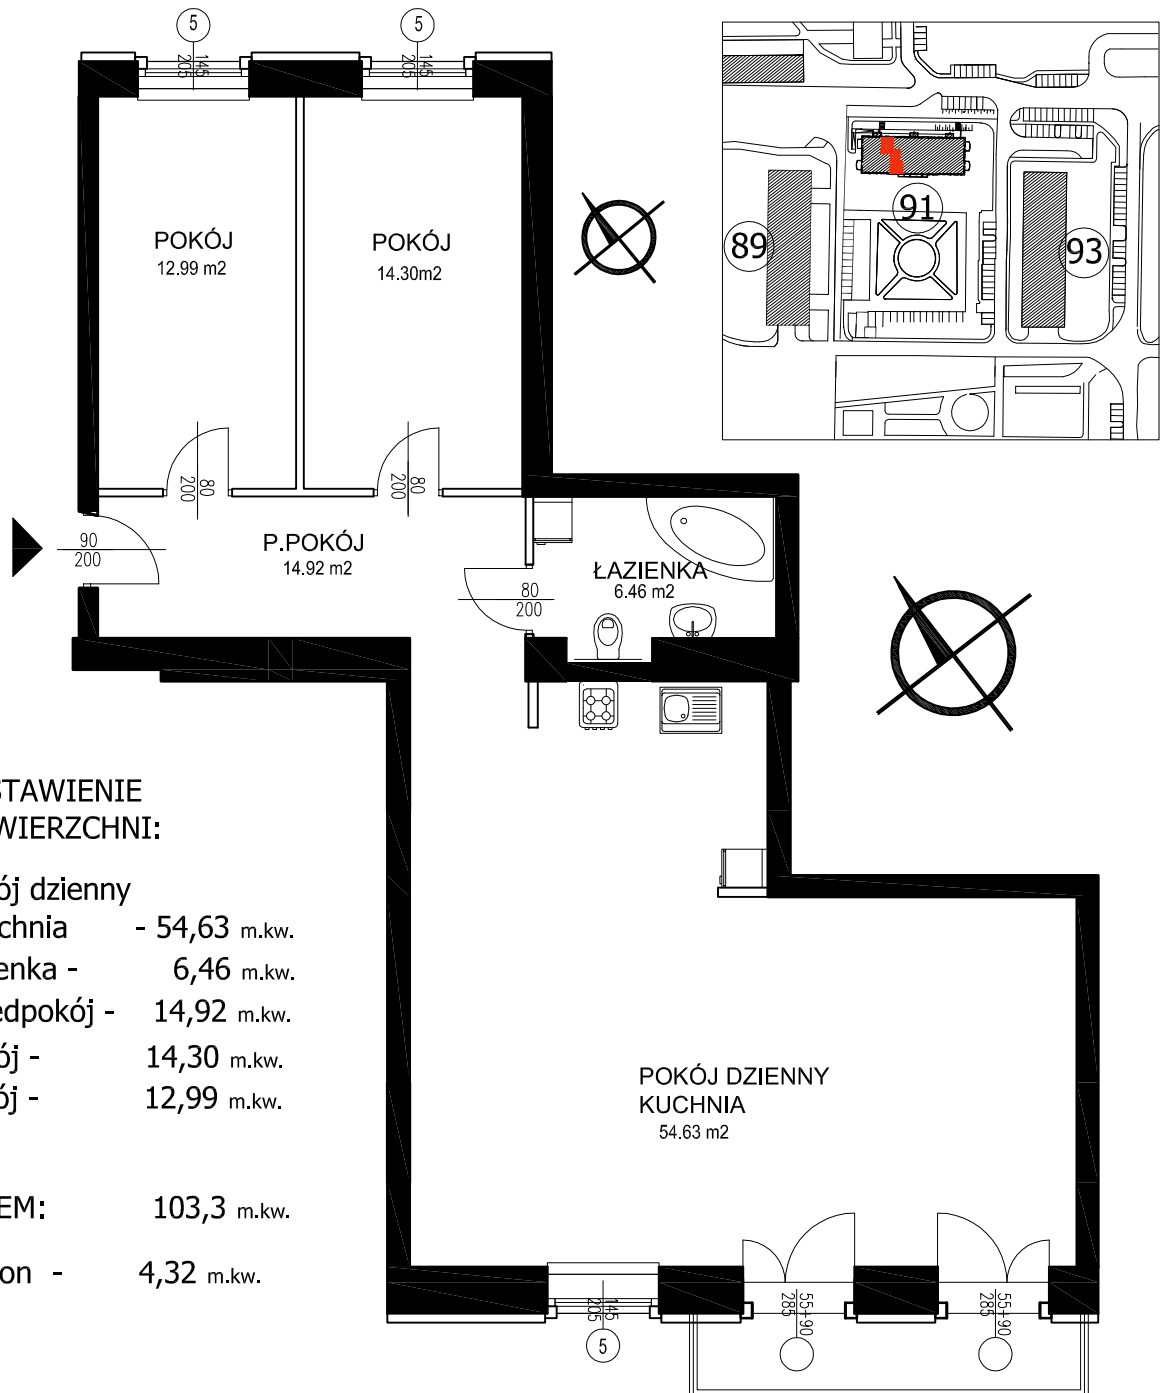 5
5
145
205
145
205
POKÓJ
12.99 m2
POKÓJ
14.30m2
91
89
93
80
200
80
200
90
200
P.POKÓJ
14.92 m2
ŁAZIENKA
6.46 m2
80
200
STAWIENIE
WIERZCHNI:
ój dzienny
chnia - 54,63 m.kw.
enka - 6,46 m.kw.
edpokój - 14,92 m.kw.
ój - 14,30 m.kw.
ój - 12,99 m.kw.
EM: 103,3 m.kw.
on - 4,32 m.kw.
POKÓJ DZIENNY
KUCHNIA
54.63 m2
145
205
55+90
285
55+90
285
5